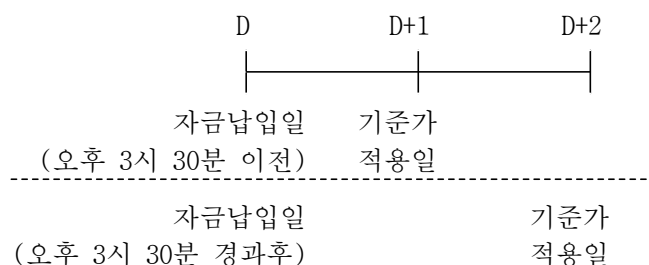 D D+1 D+2
자금납입일 기준가
(오후 3시 30분 이전) 적용일
자금납입일 기준가
(오후 3시 30분 경과후) 적용일